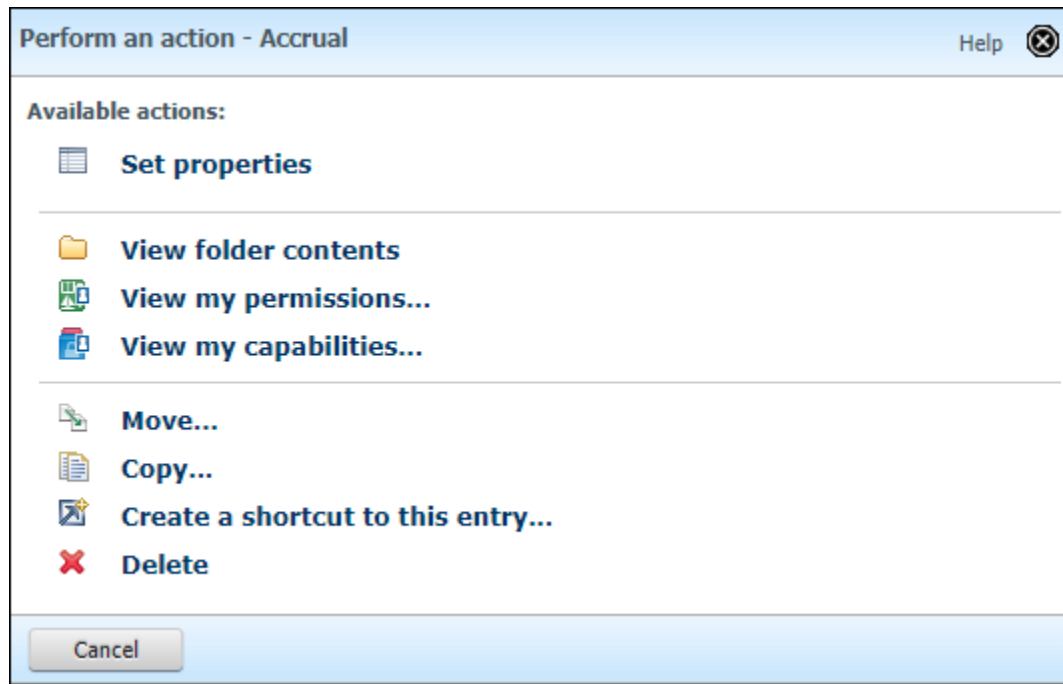 Perform an action - Accrual
Help
Available actions:
Set properties
View folder contents
View my permissions...
View my capabilities...
Move...
Copy...
Create a shortcut to this entry...
Delete
Cancel